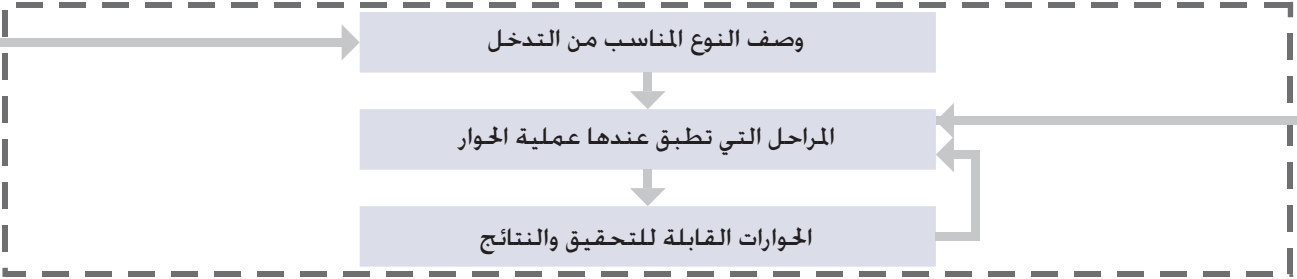 وصف النوع المناسب من التدخل
المراحل التي تطبق عندها عملية الحوار
الحوارات القابلة للتحقيق والنتائج